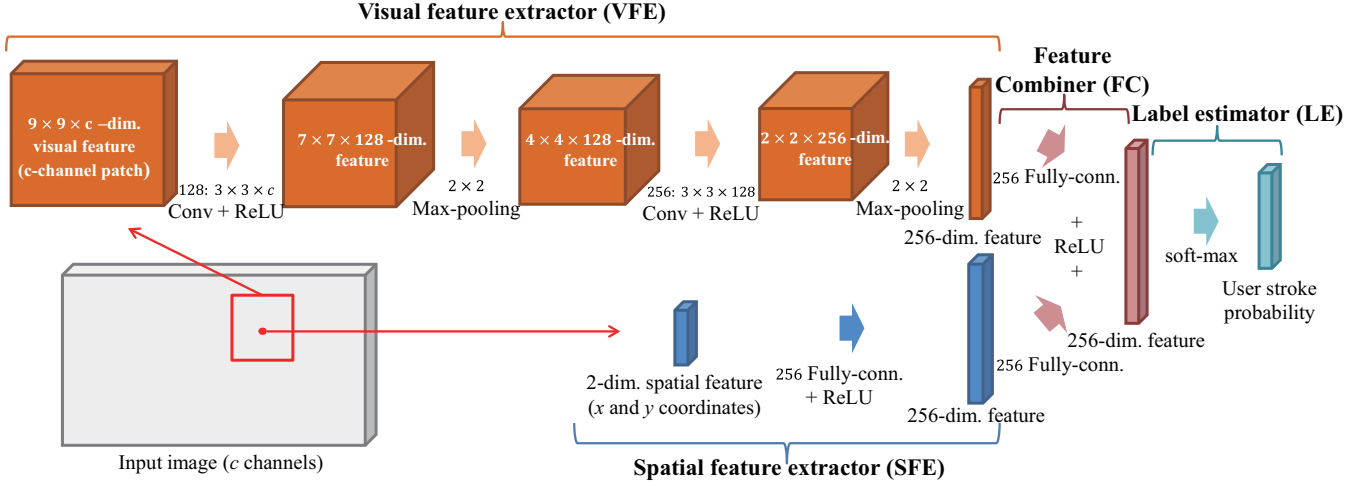 Visual feature extractor (VFE)
Feature
Combiner (FC)
Label estimator (LE)
9 × 9 × c –dim.
visual feature
(c-channel patch)
128: 3 × 3 × c
Conv + ReLU
7 × 7 × 128 -dim.
feature
2 × 2
Max-pooling
4 × 4 × 128 -dim.
feature
256: 3 × 3 × 128
Conv + ReLU
2 × 2 × 256 -dim.
feature
2 × 2
Max-pooling
256-dim. feature
256 Fully-conn.
+
ReLU
+
256 Fully-conn.
256-dim. feature
soft-max
User stroke
probability
2-dim. spatial feature
(x and y coordinates)
256 Fully-conn.
+ ReLU
256-dim. feature
Input image (c channels)
Spatial feature extractor (SFE)